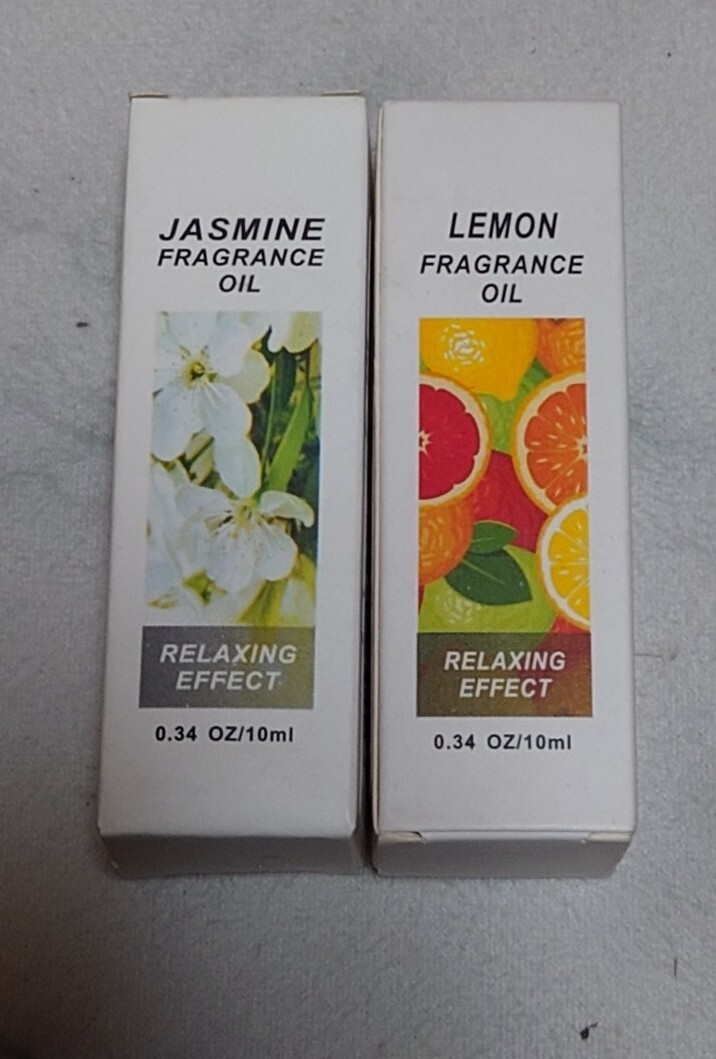 JASMINE
FRAGRANCE
OIL
RELAXING
EFFECT
0.34 OZ/10ml
LEMON
FRAGRANCE
OIL
RELAXING
EFFECT
0.34 OZ/10ml